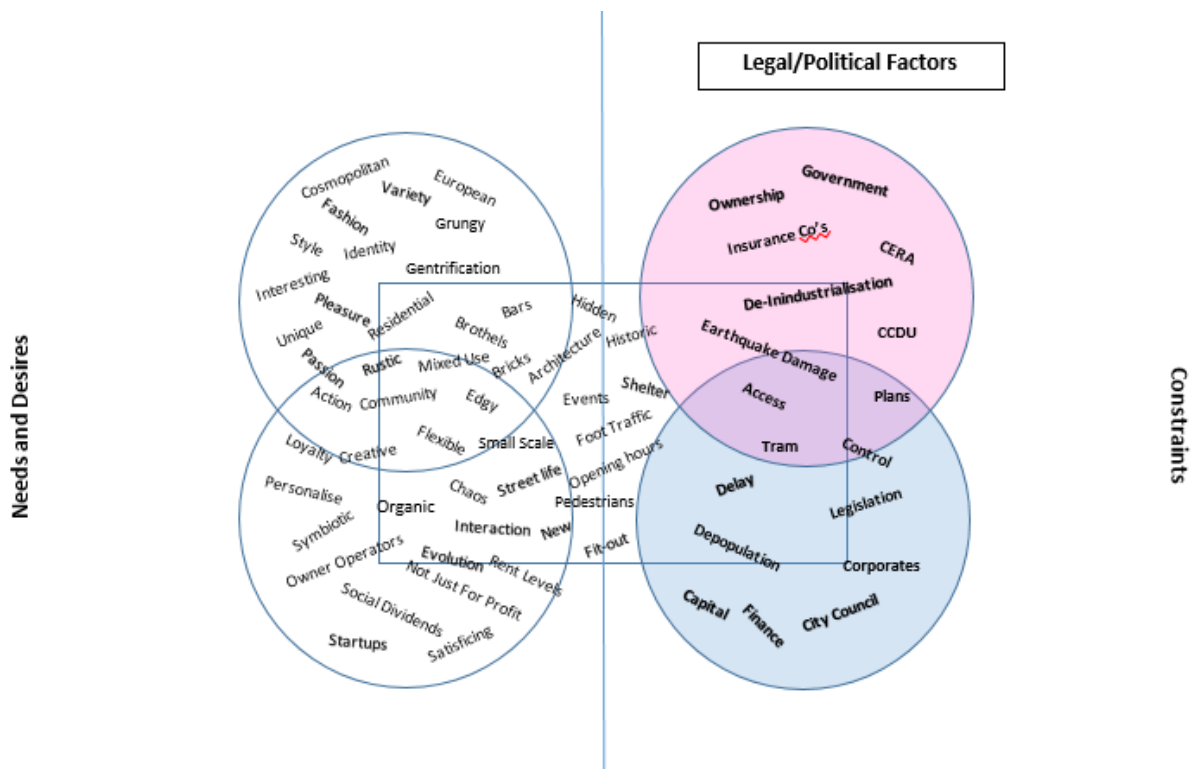 Legal/Political Factors
Needs and Desires
Constraints
Cosmopolitan
Variety
European
Fashion
Grungy
Style
Identity
Gentrification
Interesting
Pleasure
Residential
Bars
Unique
Brothels
Passion
Rustic
Mixed Use
Bricks
Architecture
Hidden
Historic
Action
Community
Edgy
Events
Shelter
Loyalty
Creative
Flexible
Small Scale
Foot Traffic
Opening hours
Personalise
Chaos
Street life
Pedestrians
Organic
Symbiotic
Interaction
New
Fit-out
Owner Operators
Evolution
Rent Levels
Not Just For Profit
Social Dividends
Startups
Satisficing
Government
Ownership
Insurance Co's
CERA
De-Inindustrialisation
CCDU
Earthquake Damage
Access
Plans
Tram
Control
Delay
Legislation
Depopulation
Corporates
Capital
Finance
City Council